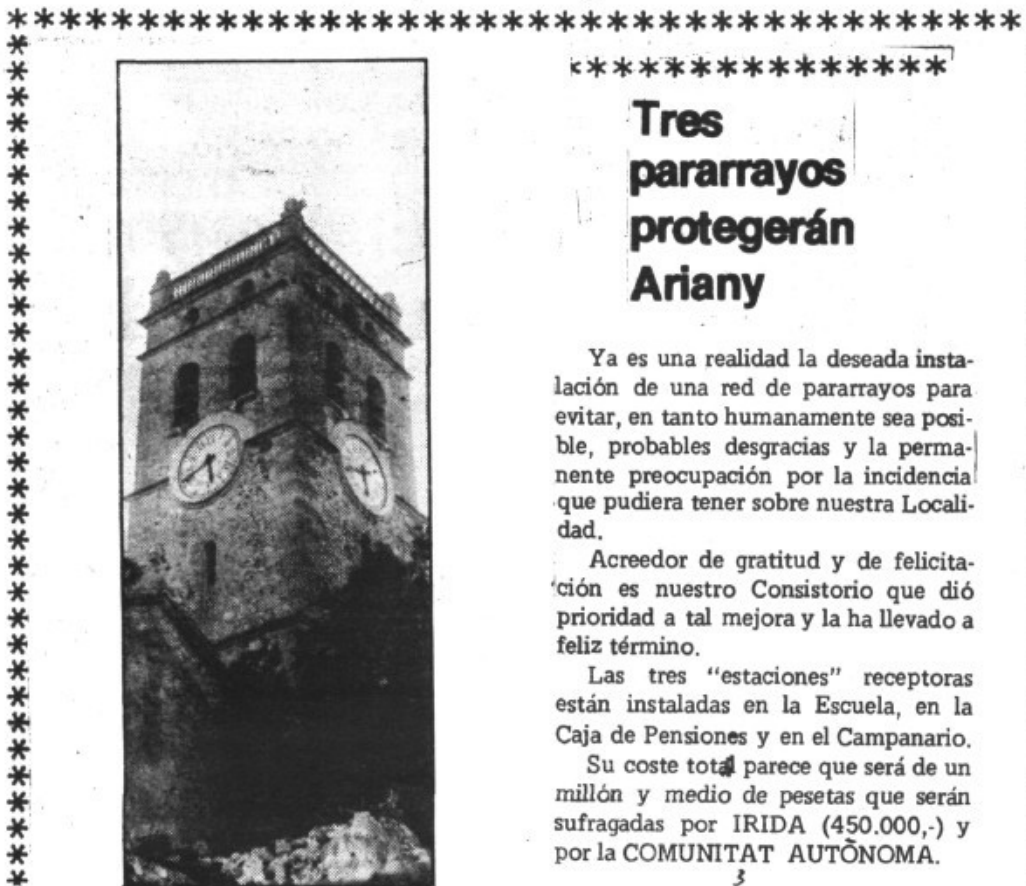 Tres
pararrayos
protegerán
Ariany
Ya es una realidad la deseada insta-
lación de una red de pararrayos para
evitar, en tanto humanamente sea posi-
ble, probables desgracias y la perma-
nente preocupación por la incidencia
que pudiera tener sobre nuestra Locali-
dad.
Acreedor de gratitud y de felicita-
ción es nuestro Consistorio que dió
prioridad a tal mejora y la ha llevado a
feliz término.
Las tres “estaciones” receptoras
están instaladas en la Escuela, en la
Caja de Pensiones y en el Campanario.
Su coste total parece que será de un
millón y medio de pesetas que serán
sufragadas por IRIDA (450.000,-) y
por la COMUNITAT AUTÒNOMA.
3